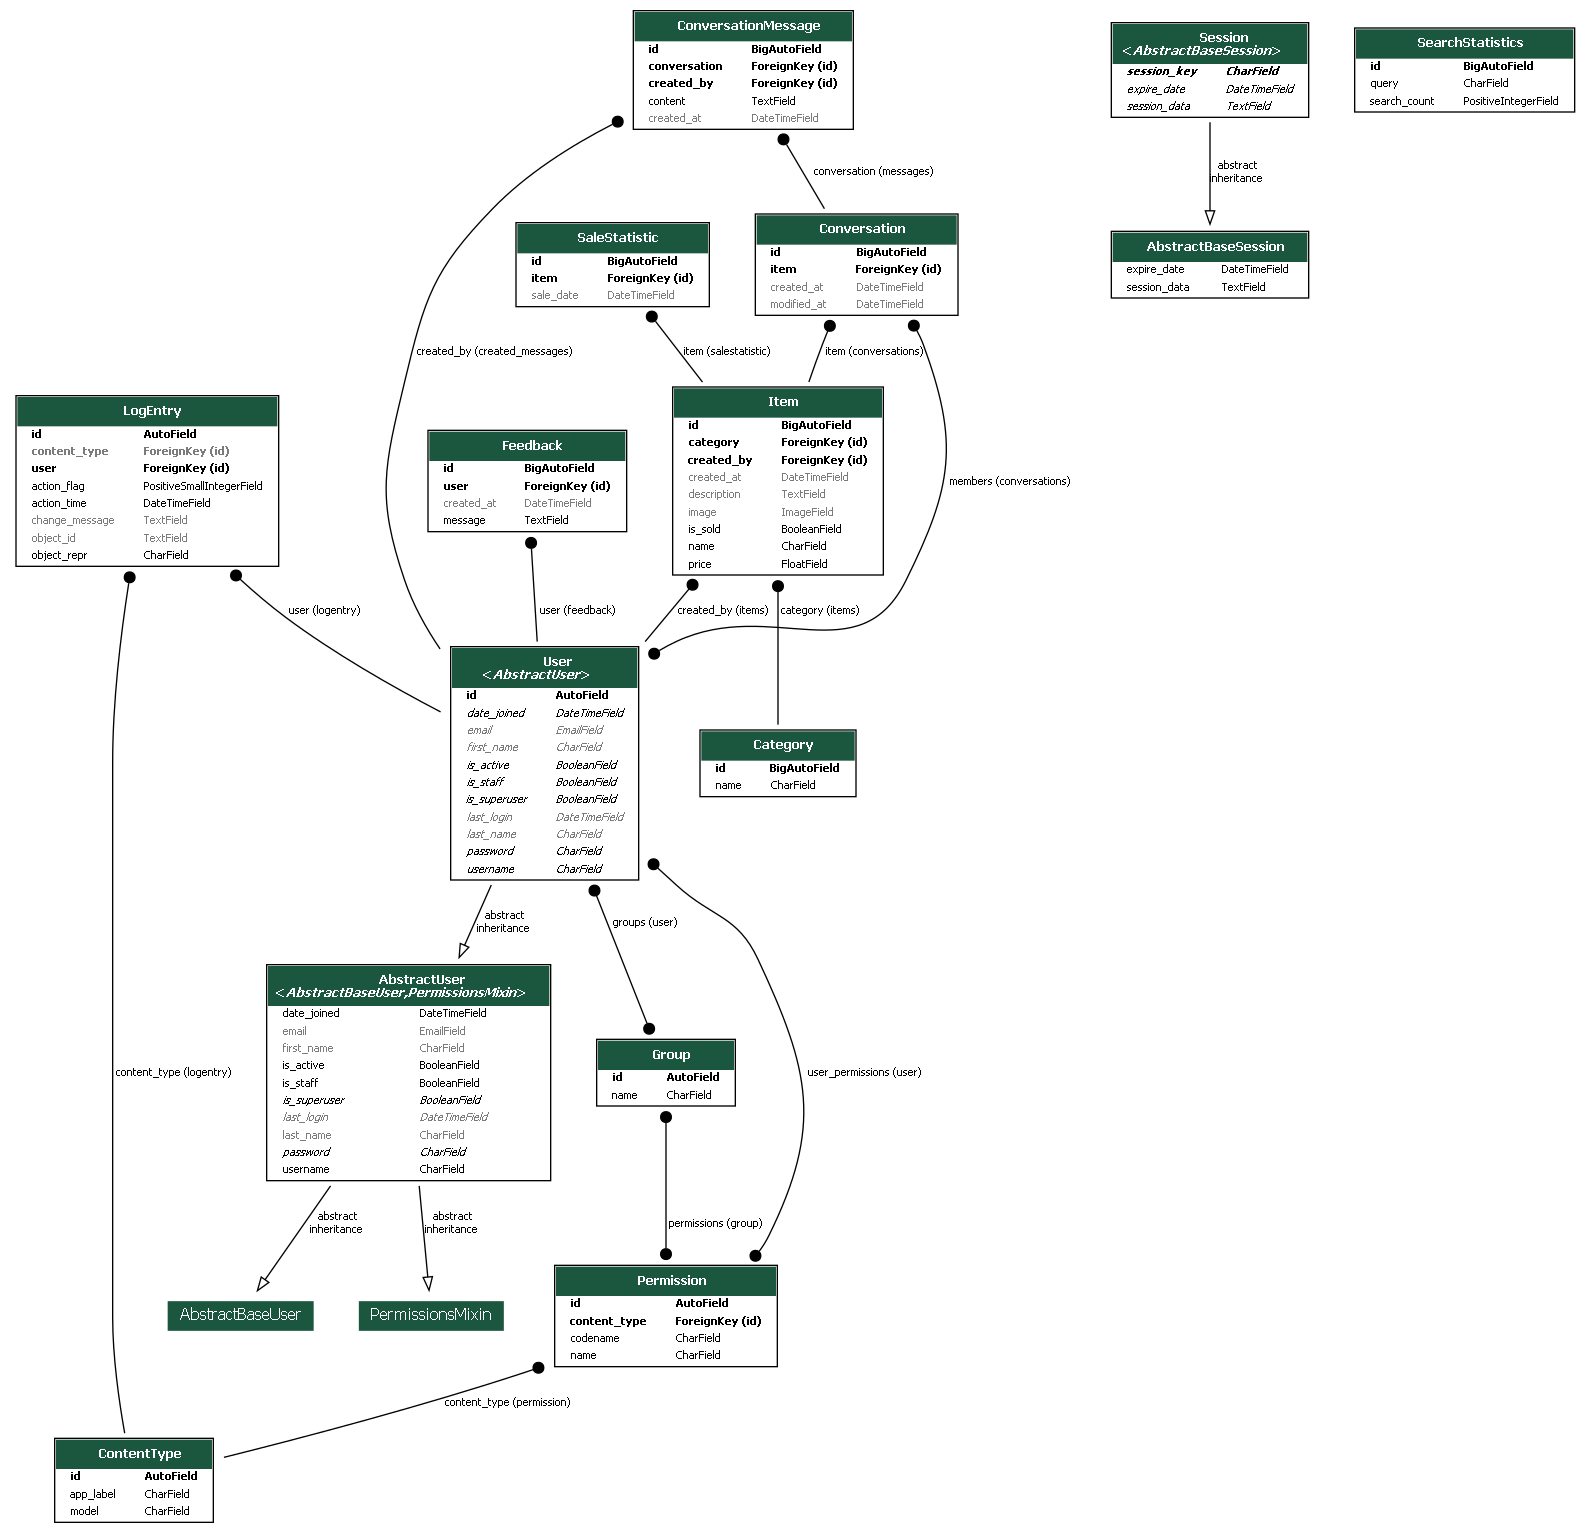 ConversationMessage
id BigAutoField
conversation ForeignKey (id)
created_by ForeignKey (id)
content TextField
created_at DateTimeField
Session
<AbstractBaseSession>
session_key CharField
expire_date DateTimeField
session_data TextField
SearchStatistics
id BigAutoField
query CharField
search_count PositiveIntegerField
conversation (messages)
abstract
inheritance
SaleStatistic
id BigAutoField
item ForeignKey (id)
sale_date DateTimeField
Conversation
id BigAutoField
item ForeignKey (id)
created_at DateTimeField
modified_at DateTimeField
AbstractBaseSession
expire_date DateTimeField
session_data TextField
created_by (created_messages)
item (salestatistic)
item (conversations)
LogEntry
id AutoField
content_type ForeignKey (id)
user ForeignKey (id)
action_flag PositiveSmallIntegerField
action_time DateTimeField
change_message TextField
object_id TextField
object_repr CharField
Feedback
id BigAutoField
user ForeignKey (id)
created_at DateTimeField
message TextField
Item
id BigAutoField
category ForeignKey (id)
created_by ForeignKey (id)
created_at DateTimeField
description TextField
image ImageField
is_sold BooleanField
name CharField
price FloatField
members (conversations)
user (logentry)
user (feedback)
created_by (items)
category (items)
User
<AbstractUser>
id AutoField
date_joined DateTimeField
email EmailField
first_name CharField
is_active BooleanField
is_staff BooleanField
is_superuser BooleanField
last_login DateTimeField
last_name CharField
password CharField
username CharField
Category
id BigAutoField
name CharField
abstract
inheritance
groups (user)
AbstractUser
<AbstractBaseUser,PermissionsMixin>
date_joined DateTimeField
email EmailField
first_name CharField
is_active BooleanField
is_staff BooleanField
is_superuser BooleanField
last_login DateTimeField
last_name CharField
password CharField
username CharField
Group
id AutoField
name CharField
content_type (logentry)
user_permissions (user)
abstract
inheritance
abstract
inheritance
permissions (group)
AbstractBaseUser
PermissionsMixin
Permission
id AutoField
content_type ForeignKey (id)
codename CharField
name CharField
content_type (permission)
ContentType
id AutoField
app_label CharField
model CharField